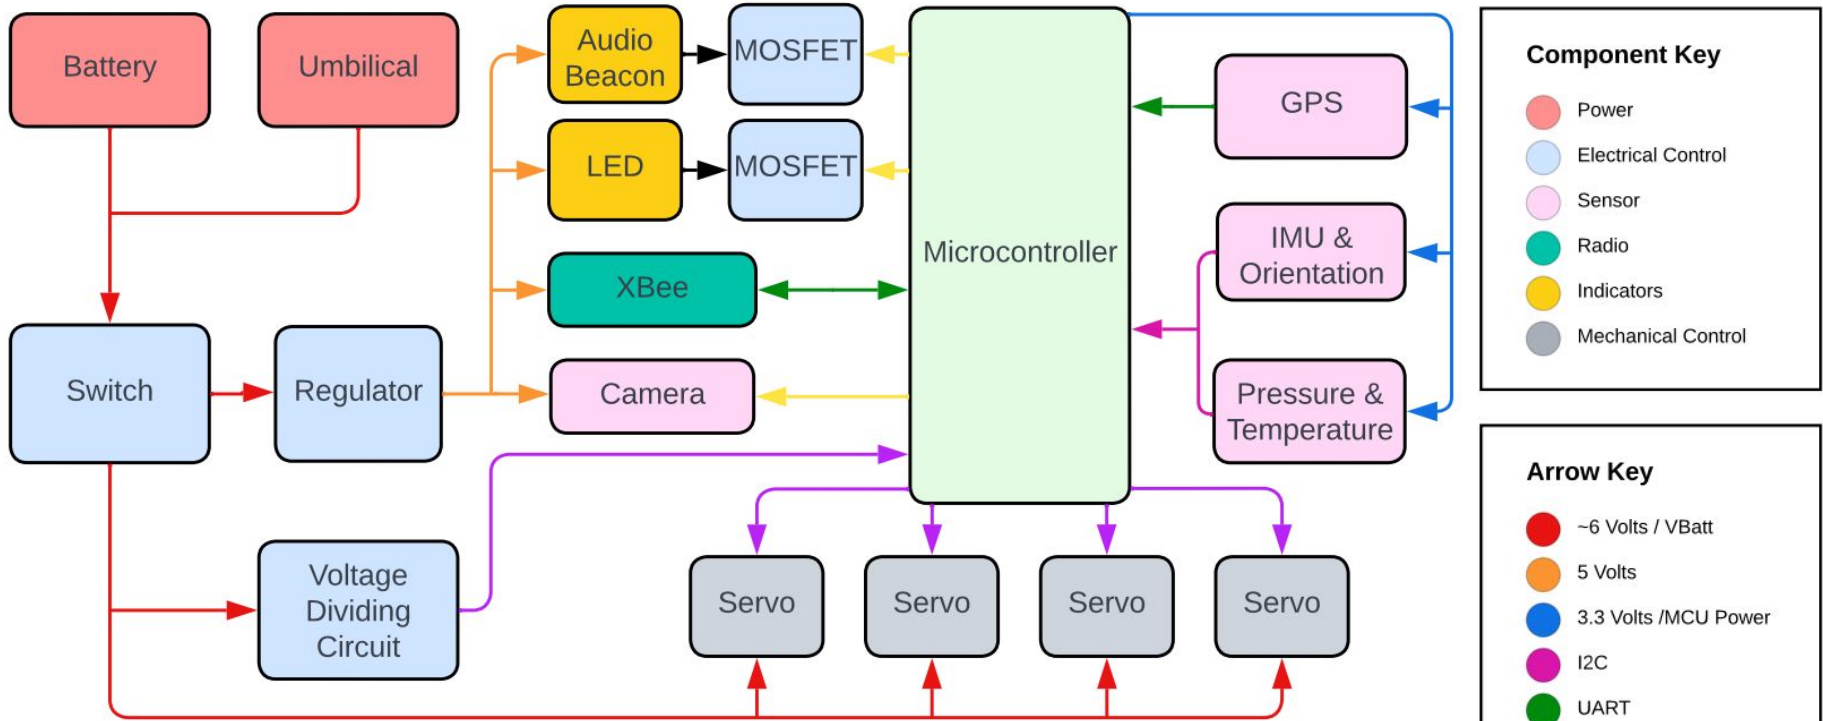 Battery
Umbilical
Audio
Beacon
MOSFET
LED
MOSFET
XBee
Camera
Switch
Regulator
Voltage
Dividing
Circuit
Microcontroller
GPS
IMU &
Orientation
Pressure &
Temperature
Servo
Servo
Servo
Servo
Component Key
Power
Electrical Control
Sensor
Radio
Indicators
Mechanical Control
Arrow Key
~6 Volts / VBatt
5 Volts
3.3 Volts /MCU Power
I2C
UART